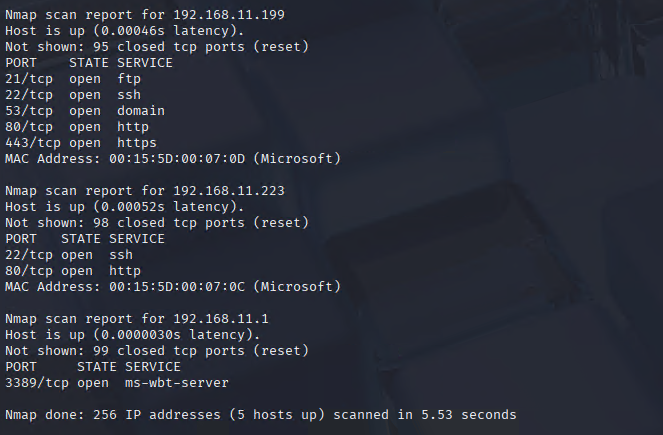 Nmap scan report for 192.168.11.199
Host is up (0.00046s latency).
Not shown: 95 closed tcp ports (reset)
PORT    STATE SERVICE
21/tcp  open  ftp
22/tcp  open  ssh
53/tcp  open  domain
80/tcp  open  http
443/tcp open  https
MAC Address: 00:15:5D:00:07:0D (Microsoft)

Nmap scan report for 192.168.11.223
Host is up (0.00052s latency).
Not shown: 98 closed tcp ports (reset)
PORT   STATE SERVICE
22/tcp open  ssh
80/tcp open  http
MAC Address: 00:15:5D:00:07:0C (Microsoft)

Nmap scan report for 192.168.11.1
Host is up (0.0000030s latency).
Not shown: 99 closed tcp ports (reset)
PORT     STATE SERVICE
3389/tcp open  ms-wbt-server

Nmap done: 256 IP addresses (5 hosts up) scanned in 5.53 seconds